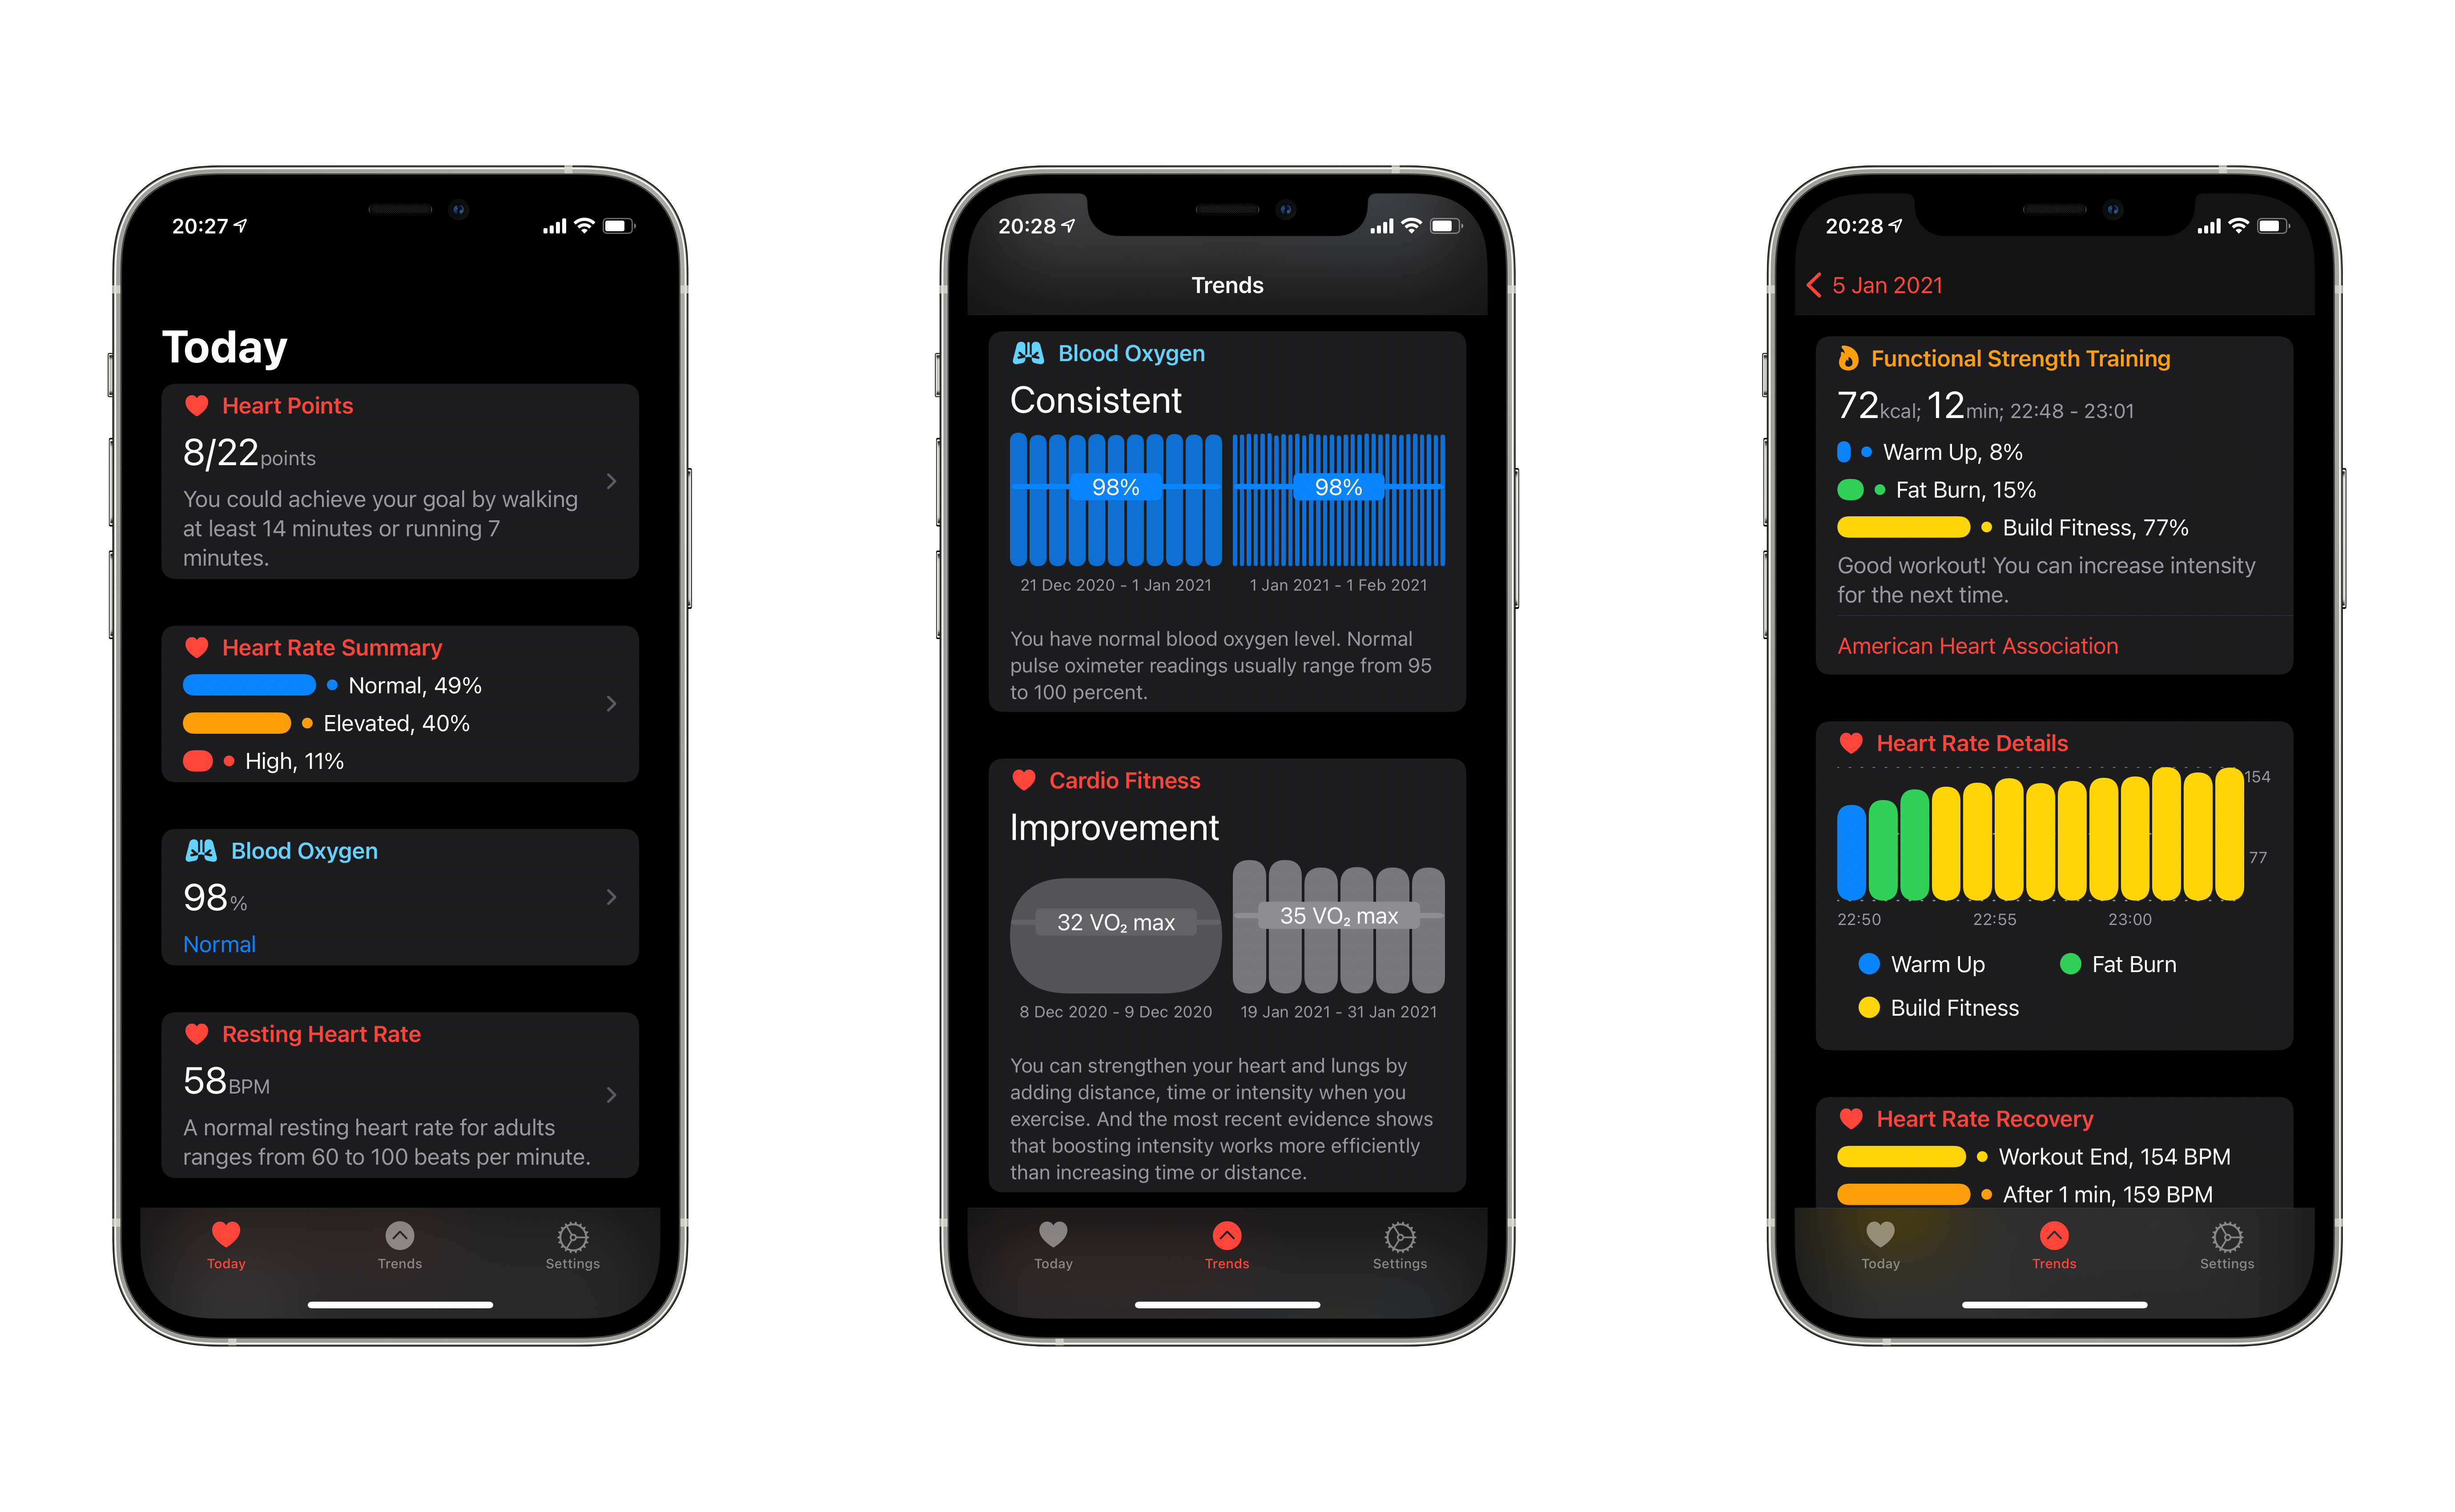 20:27
Today
Heart Points
8/22points
You could achieve your goal by walking
at least 14 minutes or running 7
minutes.
Heart Rate Summary
Normal, 49%
Elevated, 40%
High, 11%
Blood Oxygen
98%
Normal
Resting Heart Rate
58BPM
A normal resting heart rate for adults
ranges from 60 to 100 beats per minute.
Today Trends Settings
20:28
Trends
Blood Oxygen
Consistent
98% 98%
21 Dec 2020 - 1 Jan 2021 1 Jan 2021 - 1 Feb 2021
You have normal blood oxygen level. Normal
pulse oximeter readings usually range from 95
to 100 percent.
Cardio Fitness
Improvement
32 VO₂ max 35 VO₂ max
8 Dec 2020 - 9 Dec 2020 19 Jan 2021 - 31 Jan 2021
You can strengthen your heart and lungs by
adding distance, time or intensity when you
exercise. And the most recent evidence shows
that boosting intensity works more efficiently
than increasing time or distance.
Today Trends Settings
20:28
5 Jan 2021
Functional Strength Training
72kcal; 12min; 22:48 - 23:01
Warm Up, 8%
Fat Burn, 15%
Build Fitness, 77%
Good workout! You can increase intensity
for the next time.
American Heart Association
Heart Rate Details
154
77
22:50 22:55 23:00
Warm Up Fat Burn
Build Fitness
Heart Rate Recovery
Workout End, 154 BPM
After 1 min, 159 BPM
Today Trends Settings